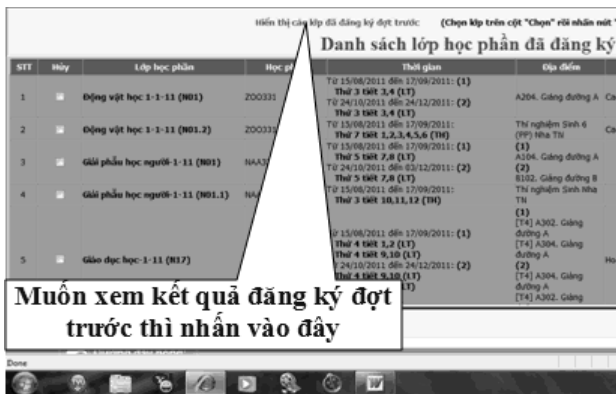 Hiển thị các lớp đã đăng ký đợt trước (Chọn lớp trên cột "Chọn" rồi nhấn nút "
Danh sách lớp học phần đã đăng ký
STT Hủy Lớp học phần Học ph Thời gian Địa điểm
1 Động vật học 1-1-11 (N01) ZOO331
Từ 15/08/2011 đến 17/09/2011: (1)
Thứ 3 tiết 3,4 (LT)
Từ 24/10/2011 đến 24/12/2011: (2)
Thứ 3 tiết 3,4 (LT)
A204. Giảng đường A
2 Động vật học 1-1-11 (N01.2) ZOO331
Từ 15/08/2011 đến 17/09/2011:
Thứ 7 tiết 1,2,3,4,5,6 (TH)
Thí nghiệm Sinh 6
(PP) Nha TN
3 Giải phẫu học người-1-11 (N01)
Từ 15/08/2011 đến 17/09/2011: (1)
Thứ 5 tiết 7,8 (LT)
Từ 24/10/2011 đến 03/12/2011: (2)
Thứ 5 tiết 7,8 (LT)
(1)
A104. Giảng đường A
(2)
B102. Giảng đường B
4 Giải phẫu học người-1-11 (N01.1)
Từ 15/08/2011 đến 17/09/2011:
Thứ 3 tiết 10,11,12 (TH)
Thí nghiệm Sinh Nha
TN
5 Giáo dục học-1-11 (N17)
Từ 15/08/2011 đến 17/09/2011: (1)
Thứ 4 tiết 1,2 (LT)
Thứ 4 tiết 9,10 (LT)
24/10/2011 đến 24/12/2011: (2)
Thứ 4 tiết 9,10 (LT)
(LT)
(1)
[T4] A302. Giảng
đường A
[T4] A304. Giảng
đường A
(2)
[T4] A304. Giảng
đường A
[T4] A302. Giảng
Muốn xem kết quả đăng ký đợt
trước thì nhấn vào đây
Done